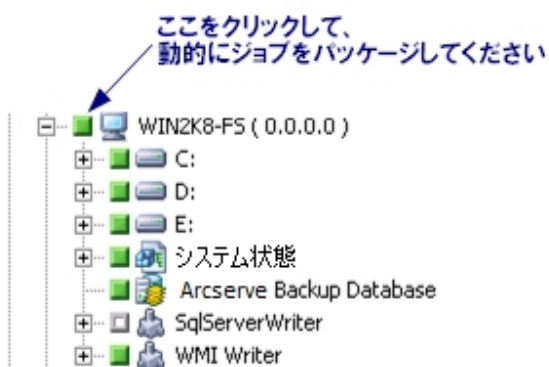 ここをクリックして、
動的にジョブをパッケージしてください
WIN2K8-FS ( 0.0.0.0 )
C:
D:
E:
システム状態
Arcserve Backup Database
SqlServerWriter
WMI Writer